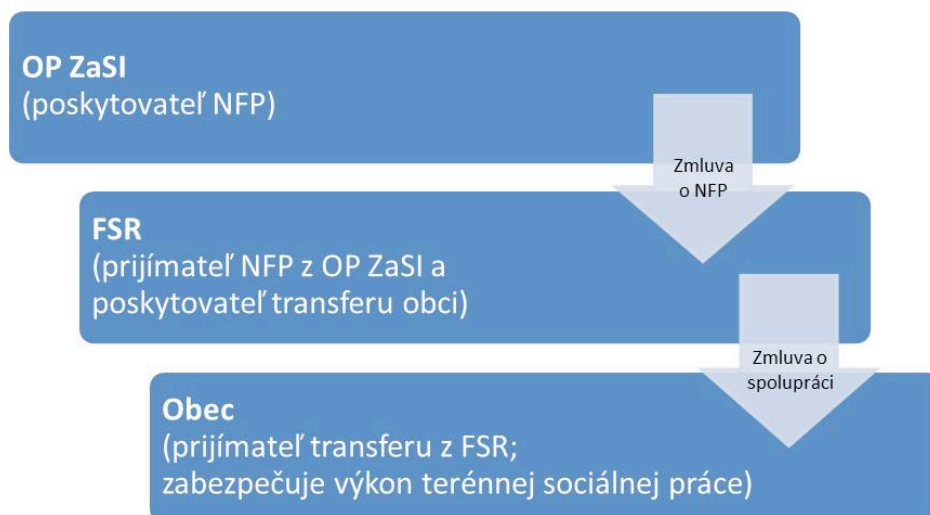 OP ZaSI
(poskytovateľ NFP)
Zmluva
o NFP
FSR
(prijímateľ NFP z OP ZaSI a
poskytovateľ transferu obci)
Zmluva o
spolupráci
Obec
(prijímateľ transferu z FSR;
zabezpečuje výkon terénnej sociálnej práce)